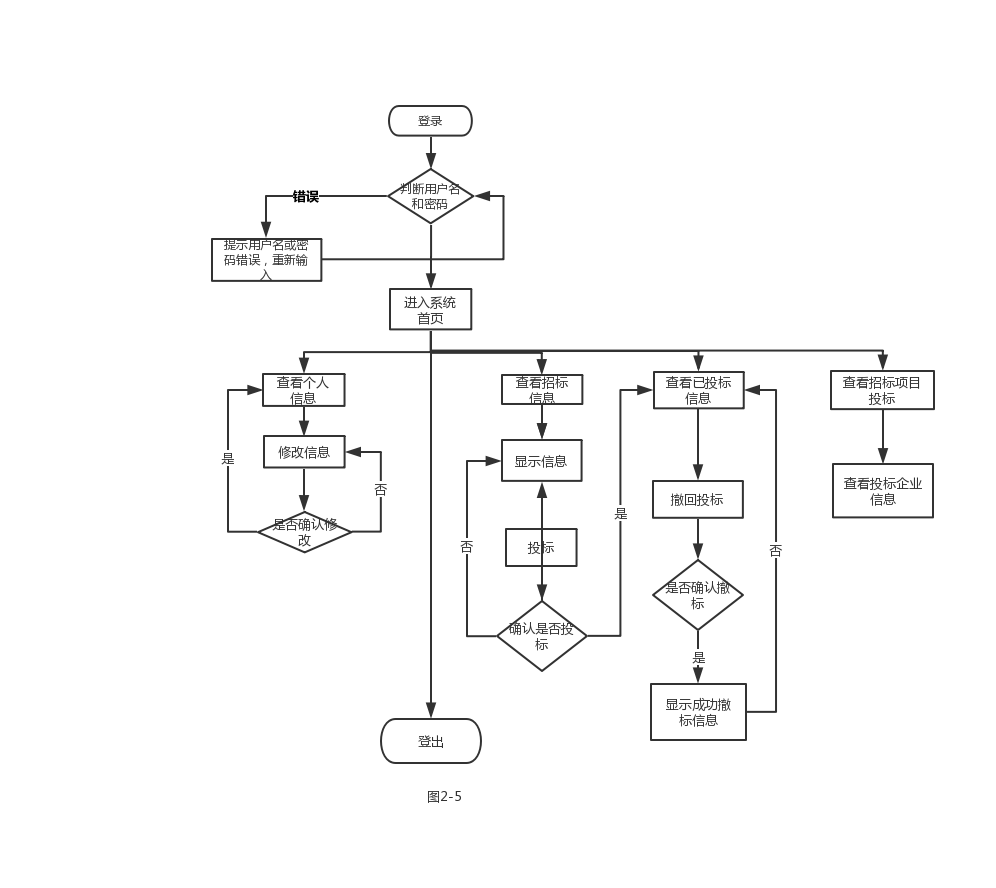 登录
判断用户名
和密码
错误
提示用户名或密
码错误，重新输
入
进入系统
首页
查看个人
信息
查看招标
信息
查看已投标
信息
查看招标项目
投标
修改信息
是
否
是否确认修
改
显示信息
投标
否
确认是否投
标
是
撤回投标
是否确认撤
标
是
否
显示成功撤
标信息
查看投标企业
信息
登出
图2-5